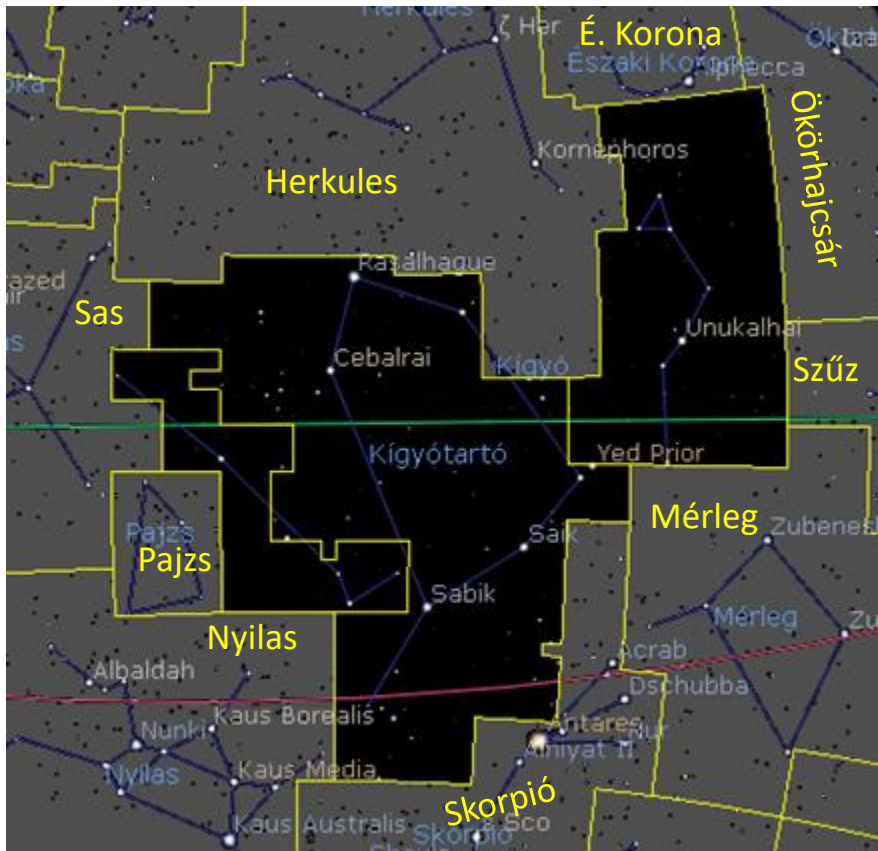 Herkules
ζ Her
É. Korona
Északi Korona
Iphecca
Ökörhajcsár
Kornephoros
Herkules
Rasalhague
Sas
Unukalhai
Cebalrai
Kígyó
Szűz
Kígyótartó
Yed Prior
Mérleg
Pajzs
Pajzs
Saik
Sabik
Mérleg
Nyilas
Acrab
Albaldah
Dschubba
Kaus Borealis
Antares
Nunki
Alniyat II
Nyilas
Kaus Media
Skorpió
Sco
Kaus Australis
Skorpió